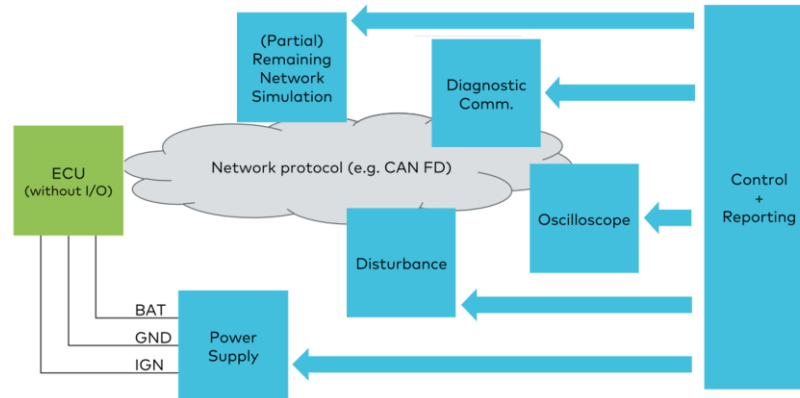 (Partial)
Remaining
Network
Simulation
Diagnostic
Comm.
ECU
(without I/O)
Network protocol (e.g. CAN FD)
Control
+
Reporting
Oscilloscope
Disturbance
BAT
GND
IGN
Power
Supply